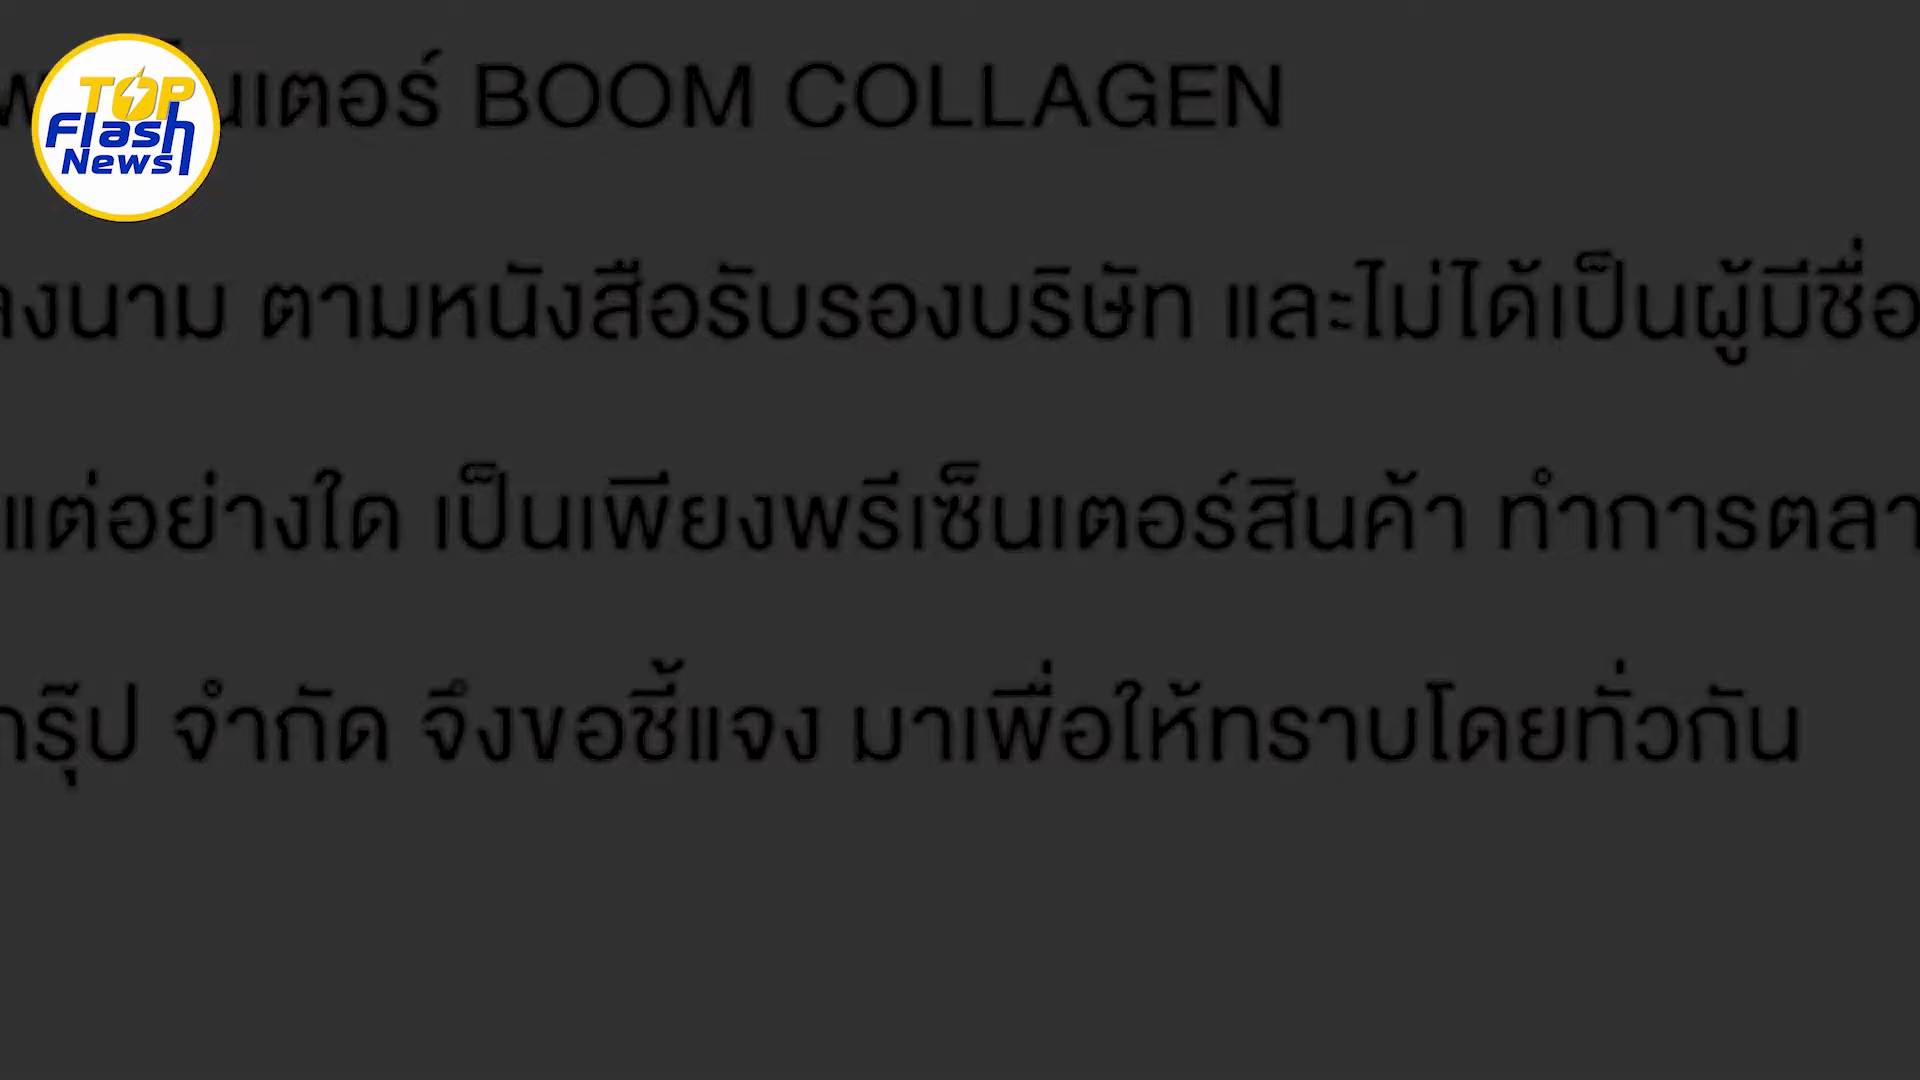 TOP
Flash
News
นเตอร์ BOOM COLLAGEN
งนาม ตามหนังสือรับรองบริษัท และไม่ได้เป็นผู้มีชื่อ
แต่อย่างใด เป็นเพียงพรีเซ็นเตอร์สินค้า ทำการตลา
กรุ๊ป จำกัด จึงขอชี้แจง มาเพื่อให้ทราบโดยทั่วกัน